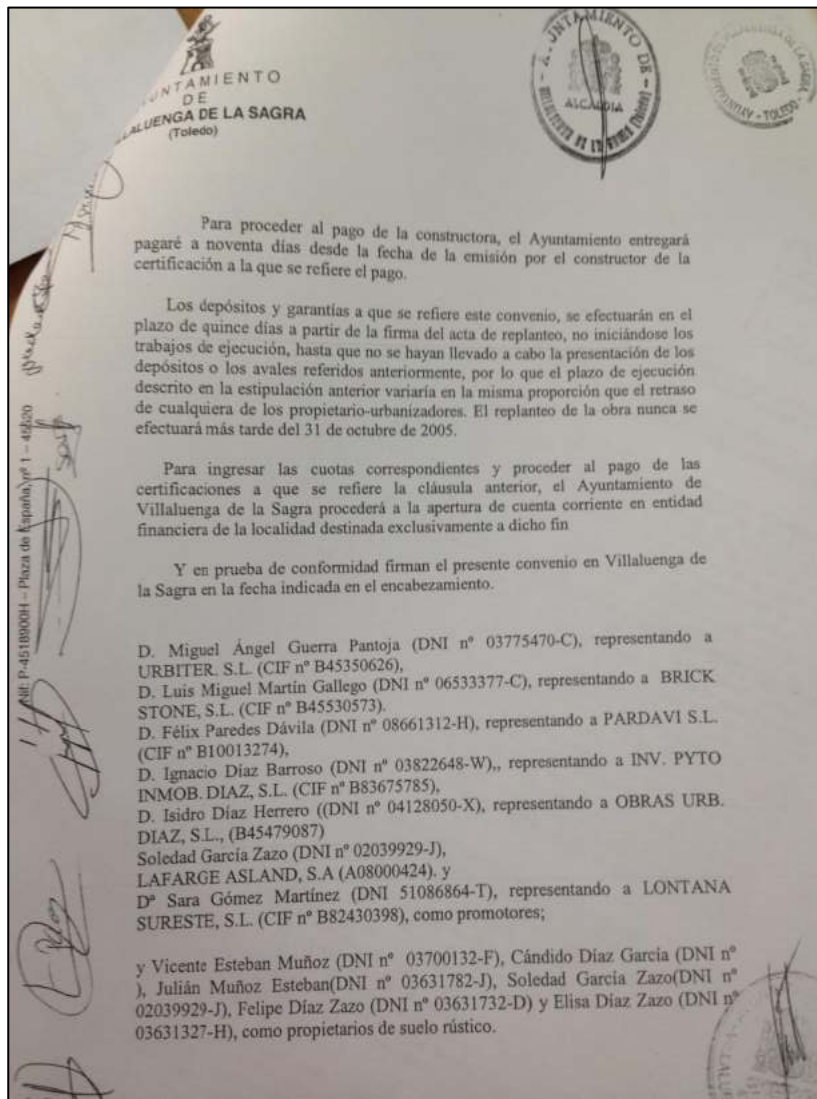 AYUNTAMIENTO
DE
VILLALUENGA DE LA SAGRA
(Toledo)
AYUNTAMIENTO DE
ALCALDIA
VILLALUENGA DE LA SAGRA (Toledo)
AYUNTAMIENTO DE VILLALUENGA DE LA SAGRA
- TOLEDO -
Para proceder al pago de la constructora, el Ayuntamiento entregará
pagaré a noventa días desde la fecha de la emisión por el constructor de la
certificación a la que se refiere el pago.
Los depósitos y garantías a que se refiere este convenio, se efectuarán en el
plazo de quince días a partir de la firma del acta de replanteo, no iniciándose los
trabajos de ejecución, hasta que no se hayan llevado a cabo la presentación de los
depósitos o los avales referidos anteriormente, por lo que el plazo de ejecución
descrito en la estipulación anterior variaría en la misma proporción que el retraso
de cualquiera de los propietario-urbanizadores. El replanteo de la obra nunca se
efectuará más tarde del 31 de octubre de 2005.
Para ingresar las cuotas correspondientes y proceder al pago de las
certificaciones a que se refiere la cláusula anterior, el Ayuntamiento de
Villaluenga de la Sagra procederá a la apertura de cuenta corriente en entidad
financiera de la localidad destinada exclusivamente a dicho fin
Y en prueba de conformidad firman el presente convenio en Villaluenga de
la Sagra en la fecha indicada en el encabezamiento.
D. Miguel Ángel Guerra Pantoja (DNI nº 03775470-C), representando a
URBITER. S.L. (CIF nº B45350626),
D. Luis Miguel Martín Gallego (DNI nº 06533377-C), representando a BRICK
STONE, S.L. (CIF nº B45530573).
D. Félix Paredes Dávila (DNI nº 08661312-H), representando a PARDAVI S.L.
(CIF nº B10013274),
D. Ignacio Díaz Barroso (DNI nº 03822648-W),, representando a INV. PYTO
INMOB. DIAZ, S.L. (CIF nº B83675785),
D. Isidro Díaz Herrero ((DNI nº 04128050-X), representando a OBRAS URB.
DIAZ, S.L., (B45479087)
Soledad García Zazo (DNI nº 02039929-J),
LAFARGE ASLAND, S.A (A08000424). y
Dª Sara Gómez Martínez (DNI 51086864-T), representando a LONTANA
SURESTE, S.L. (CIF nº B82430398), como promotores;
y Vicente Esteban Muñoz (DNI nº 03700132-F), Cándido Díaz García (DNI nº
), Julián Muñoz Esteban(DNI nº 03631782-J), Soledad García Zazo(DNI nº
02039929-J), Felipe Díaz Zazo (DNI nº 03631732-D) y Elisa Díaz Zazo (DNI nº
03631327-H), como propietarios de suelo rústico.
Nif: P-4518900H – Plaza de España, nº 1 – 45520